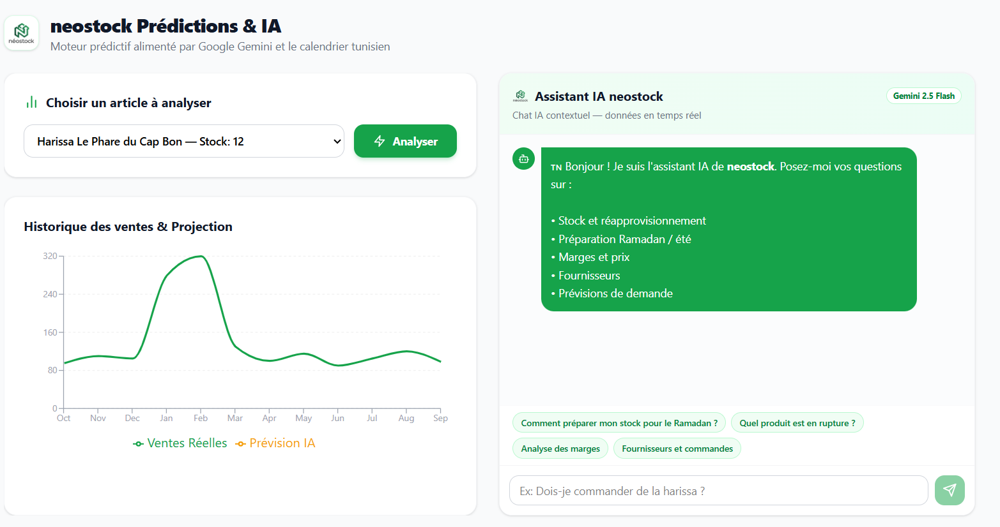 néostock
neostock Prédictions & IA
Moteur prédictif alimenté par Google Gemini et le calendrier tunisien
Choisir un article à analyser
Harissa Le Phare du Cap Bon — Stock: 12
Analyser
Historique des ventes & Projection
320
240
160
80
0
Oct Nov Dec Jan Feb Mar Apr May Jun Jul Aug Sep
Ventes Réelles Prévision IA
néostock
Assistant IA neostock
Gemini 2.5 Flash
Chat IA contextuel — données en temps réel
TN Bonjour ! Je suis l'assistant IA de neostock. Posez-moi vos questions
sur :
• Stock et réapprovisionnement
• Préparation Ramadan / été
• Marges et prix
• Fournisseurs
• Prévisions de demande
Comment préparer mon stock pour le Ramadan ? Quel produit est en rupture ?
Analyse des marges Fournisseurs et commandes
Ex: Dois-je commander de la harissa ?